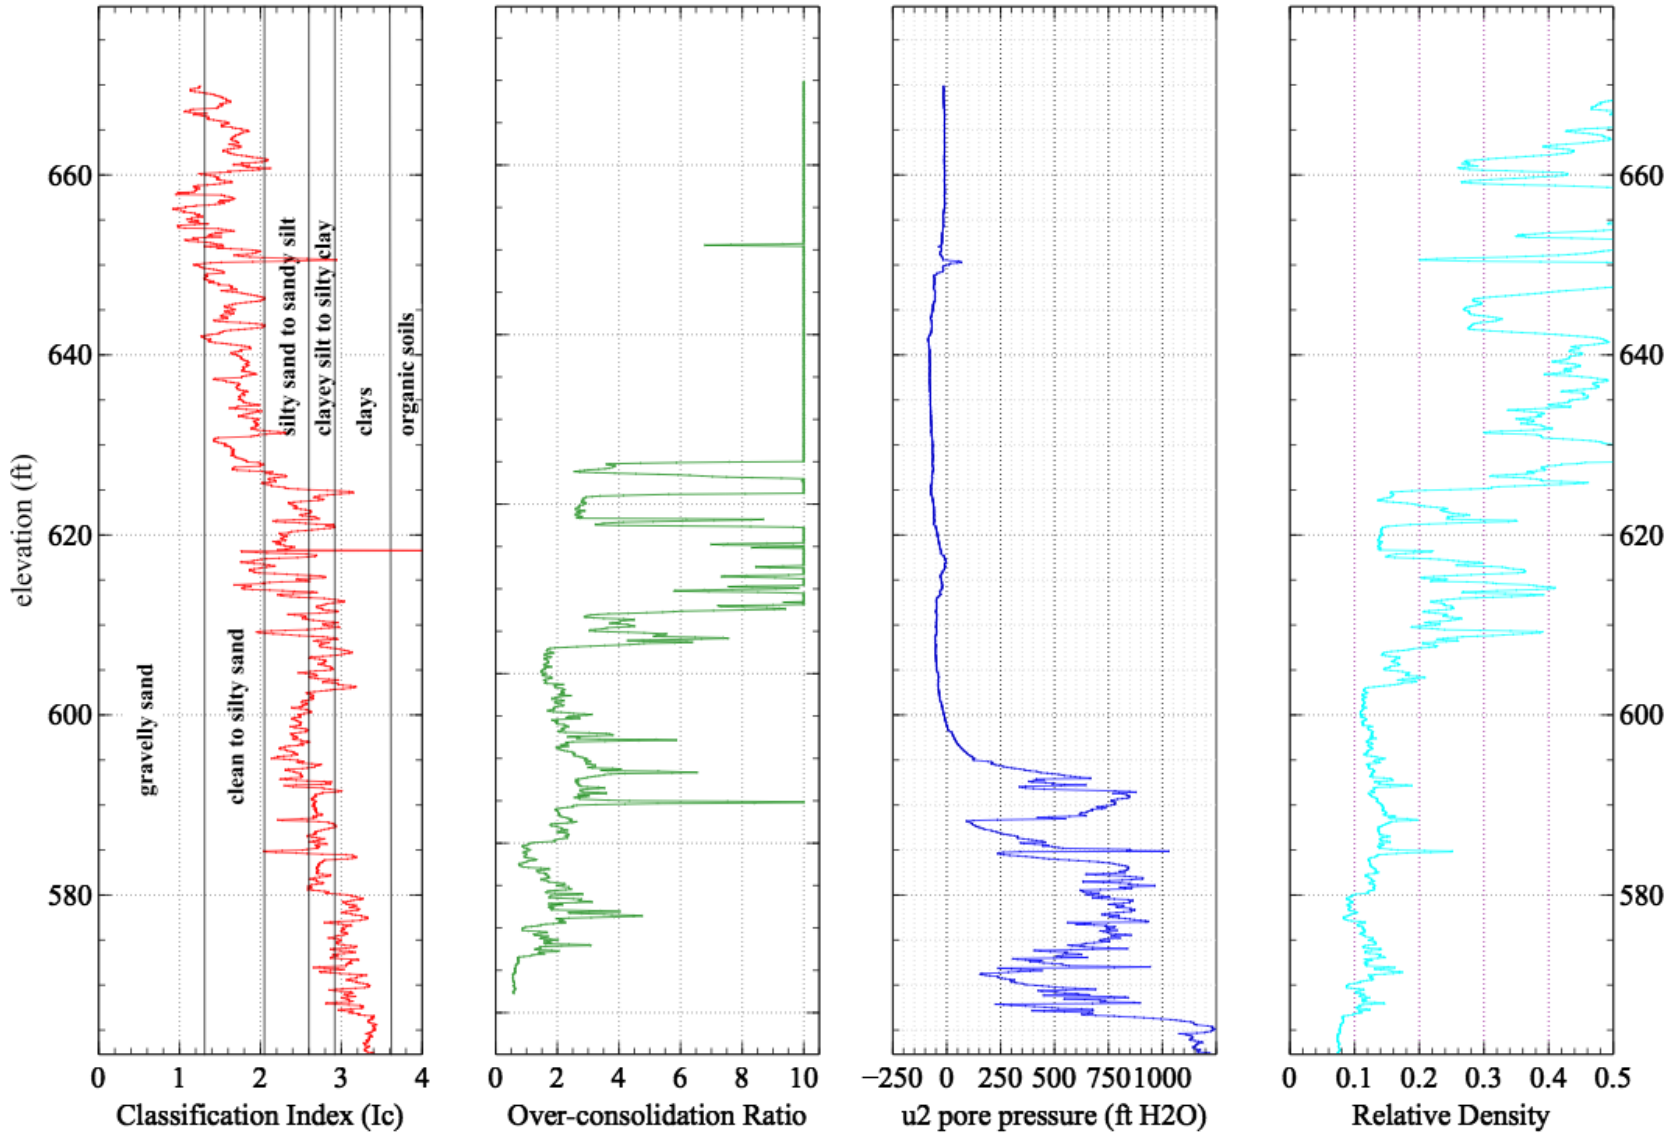 elevation (ft)
660
640
620
600
580
gravelly sand
clean to silty sand
silty sand to sandy silt
clayey silt to silty clay
clays
organic soils
0 1 2 3 4
Classification Index (Ic)
0 2 4 6 8 10
Over-consolidation Ratio
−250 0 250 500 750 1000
u2 pore pressure (ft H2O)
660
640
620
600
580
0 0.1 0.2 0.3 0.4 0.5
Relative Density